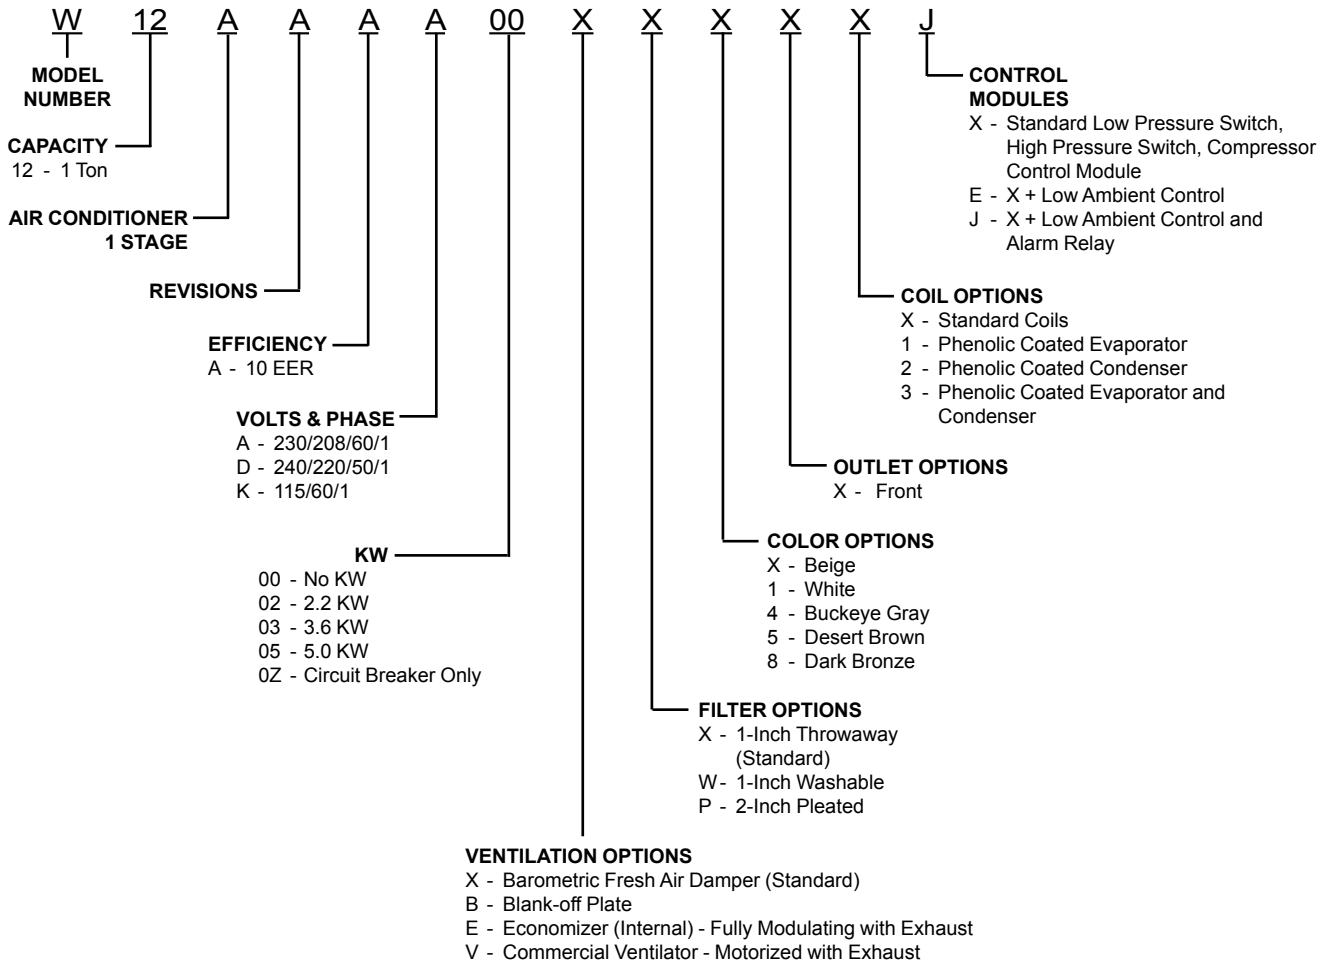 W 12 A A A A 00 X X X X X J
MODEL
NUMBER
CAPACITY
12 - 1 Ton
AIR CONDITIONER
1 STAGE
REVISIONS
EFFICIENCY
A - 10 EER
VOLTS & PHASE
A - 230/208/60/1
D - 240/220/50/1
K - 115/60/1
KW
00 - No KW
02 - 2.2 KW
03 - 3.6 KW
05 - 5.0 KW
0Z - Circuit Breaker Only
VENTILATION OPTIONS
X - Barometric Fresh Air Damper (Standard)
B - Blank-off Plate
E - Economizer (Internal) - Fully Modulating with Exhaust
V - Commercial Ventilator - Motorized with Exhaust
FILTER OPTIONS
X - 1-Inch Throwaway
(Standard)
W - 1-Inch Washable
P - 2-Inch Pleated
COLOR OPTIONS
X - Beige
1 - White
4 - Buckeye Gray
5 - Desert Brown
8 - Dark Bronze
OUTLET OPTIONS
X - Front
COIL OPTIONS
X - Standard Coils
1 - Phenolic Coated Evaporator
2 - Phenolic Coated Condenser
3 - Phenolic Coated Evaporator and
Condenser
CONTROL
MODULES
X - Standard Low Pressure Switch,
High Pressure Switch, Compressor
Control Module
E - X + Low Ambient Control
J - X + Low Ambient Control and
Alarm Relay